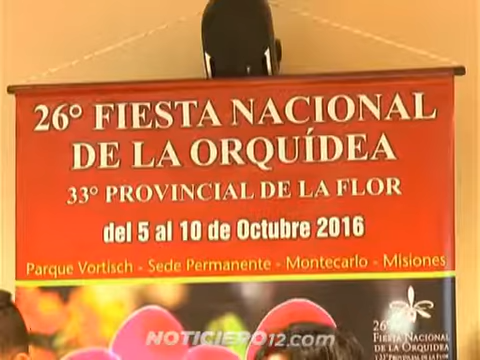 26° FIESTA NACIONAL
DE LA ORQUÍDEA
33° PROVINCIAL DE LA FLOR
del 5 al 10 de Octubre 2016
Parque Vortisch - Sede Permanente - Montecarlo - Misiones
12
26°
FIESTA NACIONAL
DE LA ORQUÍDEA
NOTICIERO12.com